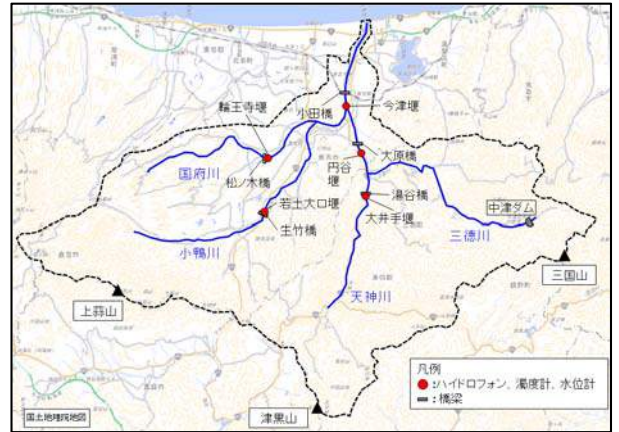 小田橋
今津堰
輪王寺堰
大原橋
円谷
堰
国府川
松ノ木橋
湯谷橋
中津ダム
若土大口堰
大井手堰
生竹橋
三徳川
小鴨川
三国山
天神川
上蒜山
凡例
:ハイドロフォン、濁度計、水位計
:橋梁
津黒山
国土地理院地図